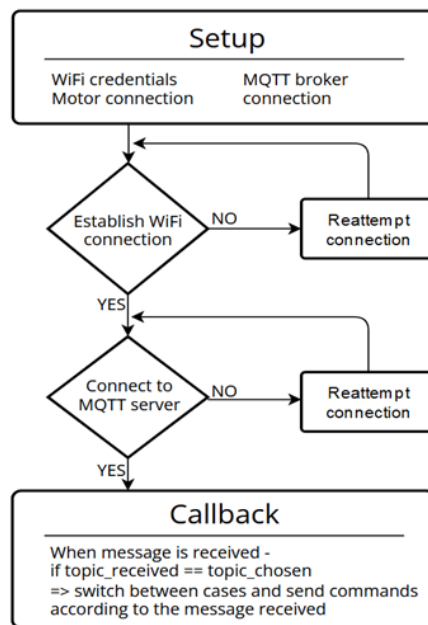 Setup
WiFi credentials
Motor connection
MQTT broker
connection
Establish WiFi
connection
NO
Reattempt
connection
YES
Connect to
MQTT server
NO
Reattempt
connection
YES
Callback
When message is received -
if topic_received == topic_chosen
=> switch between cases and send commands
according to the message received